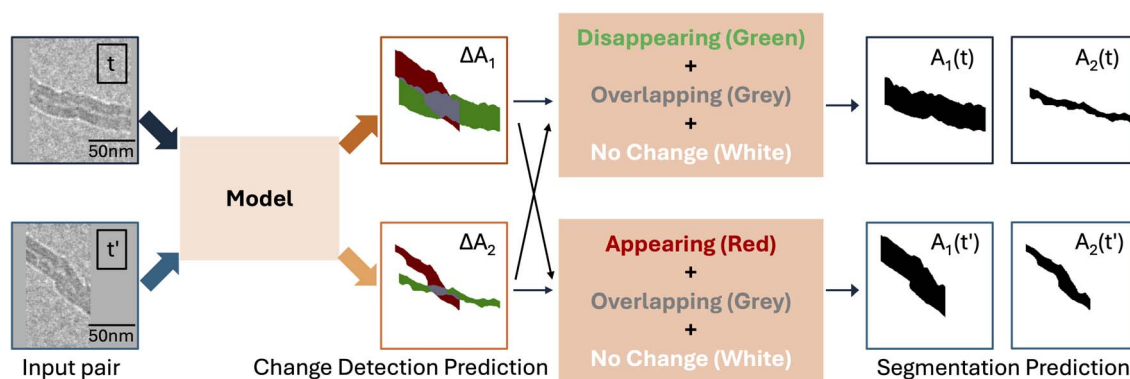 t
50nm
Input pair
t'
50nm
Model
ΔA₁
ΔA₂
Change Detection Prediction
Disappearing (Green)
+
Overlapping (Grey)
+
No Change (White)
Appearing (Red)
+
Overlapping (Grey)
+
No Change (White)
A₁(t)
A₂(t)
A₁(t')
A₂(t')
Segmentation Prediction